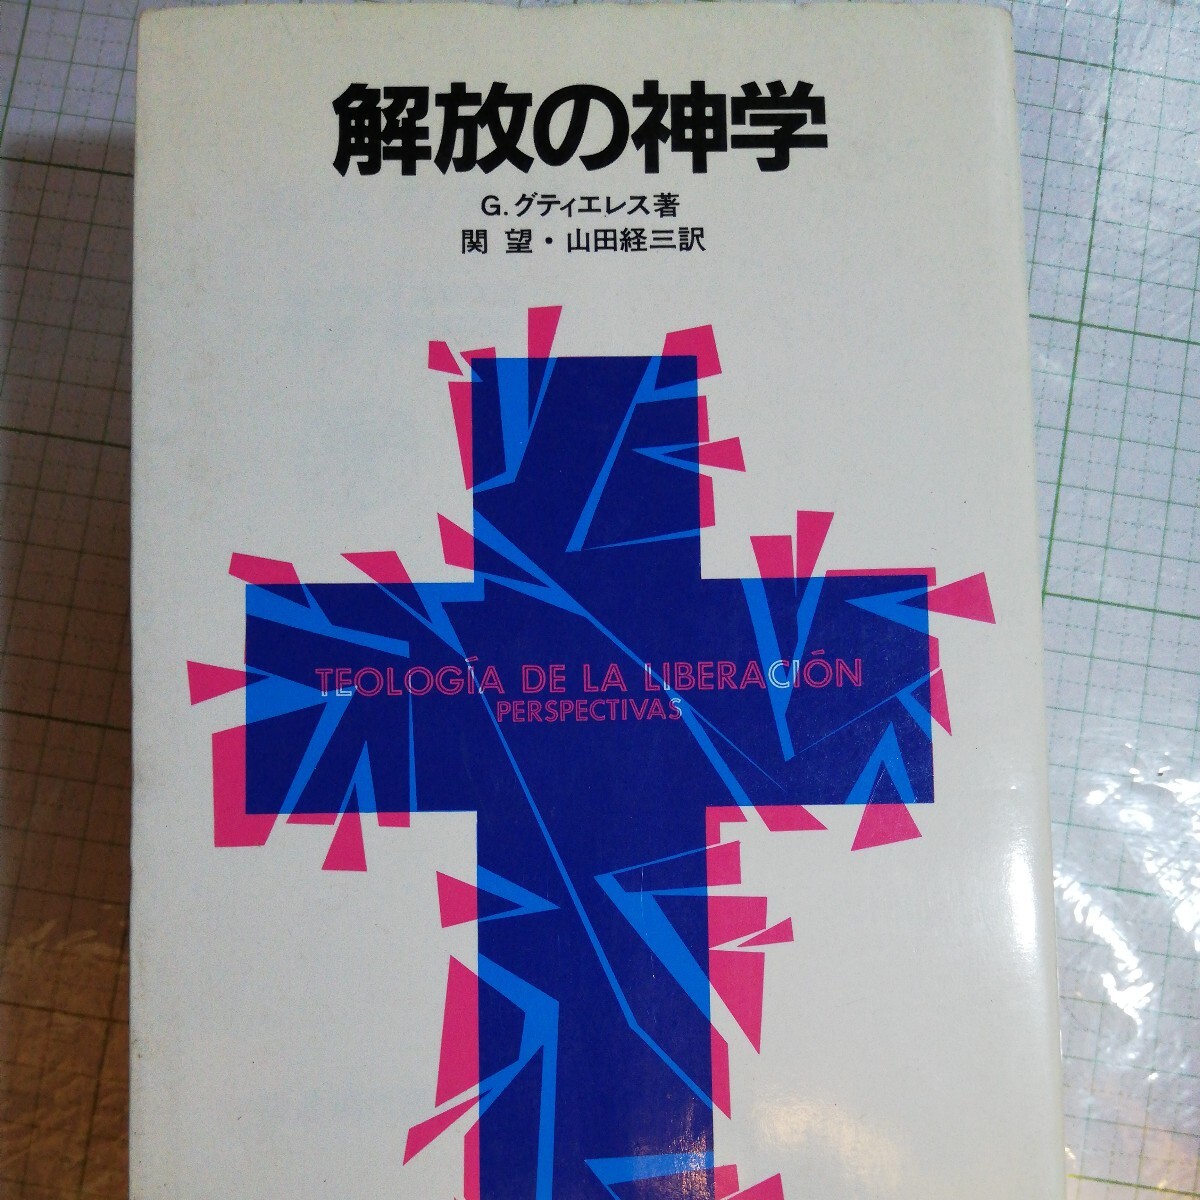 解放の神学
G.グティエレス著
関 望・山田経三訳
TEOLOGÍA DE LA LIBERACIÓN
PERSPECTIVAS